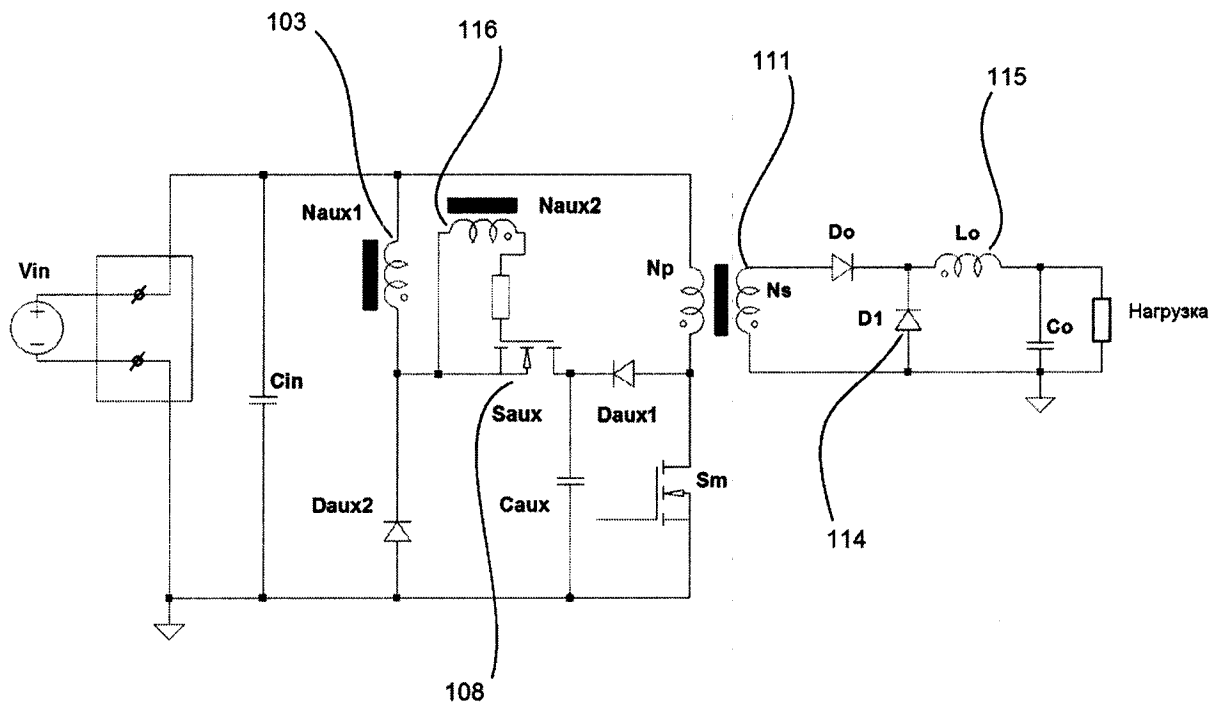 103
116
111
115
Naux1
Naux2
Do
Lo
Vin
Np
Ns
D1
Co
Нагрузка
Cin
Saux
Daux1
Sm
Daux2
Caux
114
108